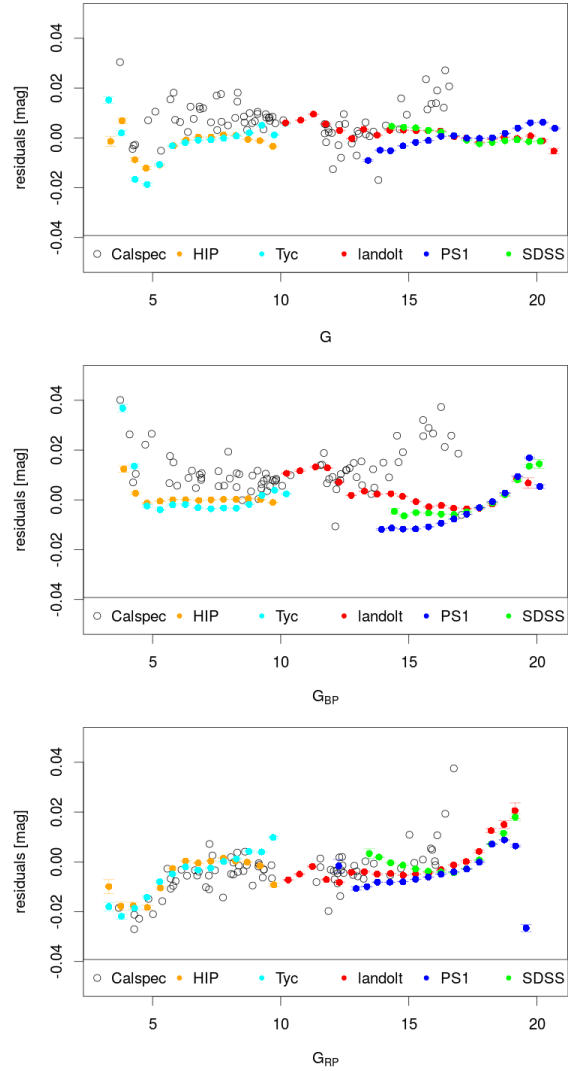 residuals [mag]
0.04
0.02
0.00
-0.02
-0.04
Calspec HIP Tyc landolt PS1 SDSS
5 10 15 20
G
residuals [mag]
0.04
0.02
0.00
-0.02
-0.04
Calspec HIP Tyc landolt PS1 SDSS
5 10 15 20
G_BP
residuals [mag]
0.04
0.02
0.00
-0.02
-0.04
Calspec HIP Tyc landolt PS1 SDSS
5 10 15 20
G_RP